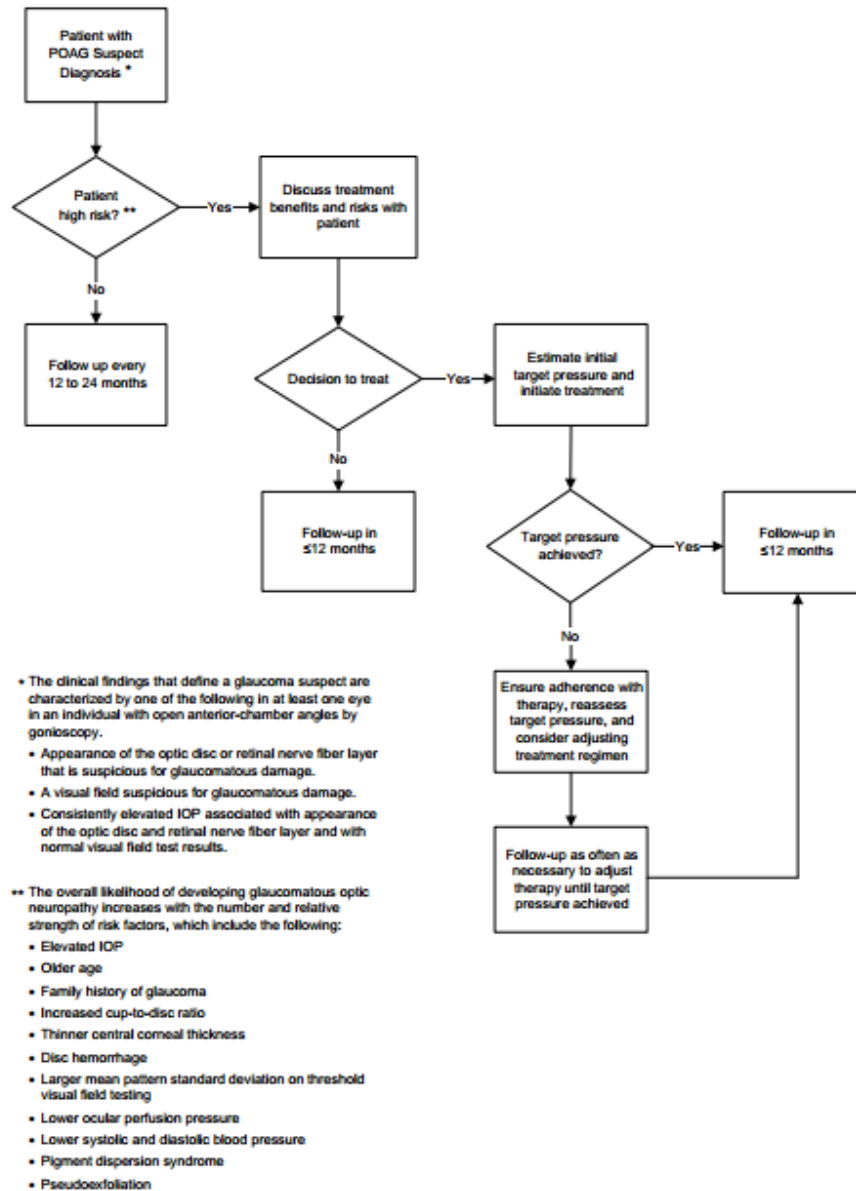 Patient with
POAG Suspect
Diagnosis *
Patient
high risk? **
Yes
Discuss treatment
benefits and risks with
patient
No
Follow up every
12 to 24 months
Decision to treat
Yes
Estimate initial
target pressure and
initiate treatment
No
Follow-up in
≤12 months
Target pressure
achieved?
Yes
Follow-up in
≤12 months
No
Ensure adherence with
therapy, reassess
target pressure, and
consider adjusting
treatment regimen
Follow-up as often as
necessary to adjust
therapy until target
pressure achieved
* The clinical findings that define a glaucoma suspect are
characterized by one of the following in at least one eye
in an individual with open anterior-chamber angles by
gonioscopy.
• Appearance of the optic disc or retinal nerve fiber layer
that is suspicious for glaucomatous damage.
• A visual field suspicious for glaucomatous damage.
• Consistently elevated IOP associated with appearance
of the optic disc and retinal nerve fiber layer and with
normal visual field test results.
** The overall likelihood of developing glaucomatous optic
neuropathy increases with the number and relative
strength of risk factors, which include the following:
• Elevated IOP
• Older age
• Family history of glaucoma
• Increased cup-to-disc ratio
• Thinner central corneal thickness
• Disc hemorrhage
• Larger mean pattern standard deviation on threshold
visual field testing
• Lower ocular perfusion pressure
• Lower systolic and diastolic blood pressure
• Pigment dispersion syndrome
• Pseudoexfoliation